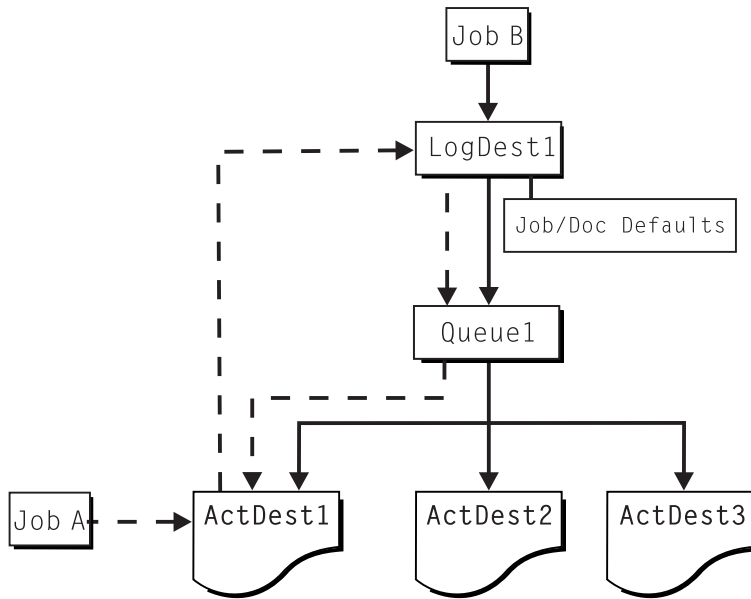 Job B
LogDest1
Job/Doc Defaults
Queue1
Job A
ActDest1
ActDest2
ActDest3